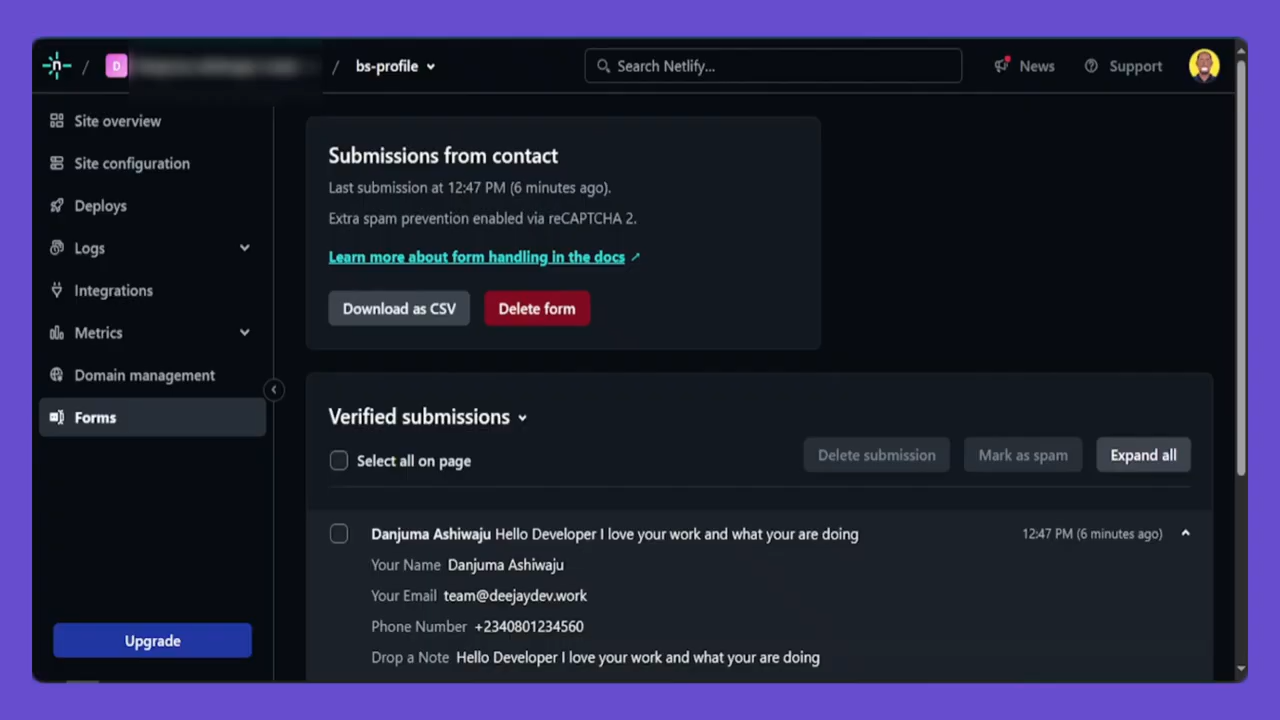 n / D / bs-profile
Search Netlify...
News
Support
Site overview
Site configuration
Deploys
Logs
Integrations
Metrics
Domain management
Forms
Upgrade
Submissions from contact
Last submission at 12:47 PM (6 minutes ago).
Extra spam prevention enabled via reCAPTCHA 2.
Learn more about form handling in the docs
Download as CSV
Delete form
Verified submissions
Select all on page
Delete submission
Mark as spam
Expand all
Danjuma Ashiwaju Hello Developer I love your work and what your are doing
12:47 PM (6 minutes ago)
Your Name Danjuma Ashiwaju
Your Email team@deejaydev.work
Phone Number +2340801234560
Drop a Note Hello Developer I love your work and what your are doing